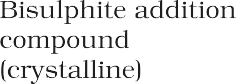 Bisulphite addition
compound
(crystalline)